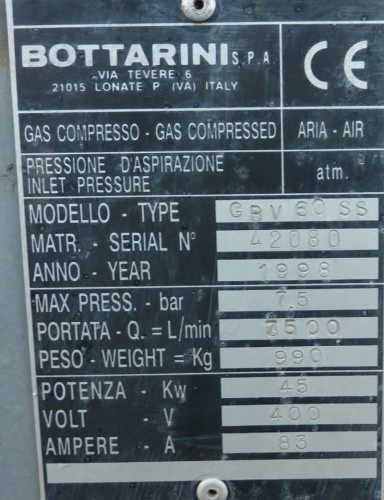 BOTTARINI S.P.A
VIA TEVERE 6
21015 LONATE P (VA) ITALY
CE
GAS COMPRESSO - GAS COMPRESSED ARIA - AIR
PRESSIONE D'ASPIRAZIONE
INLET PRESSURE atm.
MODELLO - TYPE GBV 60 SS
MATR. - SERIAL N° 42080
ANNO - YEAR 1998
MAX PRESS. - bar 7.5
PORTATA - Q. = L/min 7500
PESO - WEIGHT = Kg 990
POTENZA - Kw 45
VOLT - V 400
AMPERE - A 83